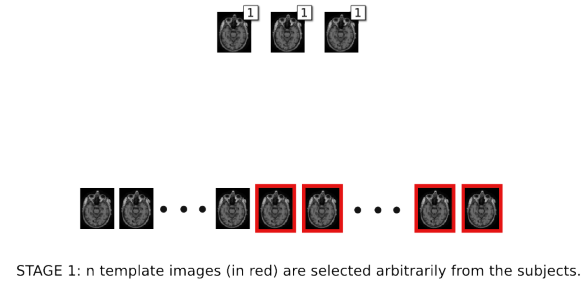 1 1 1
STAGE 1: n template images (in red) are selected arbitrarily from the subjects.